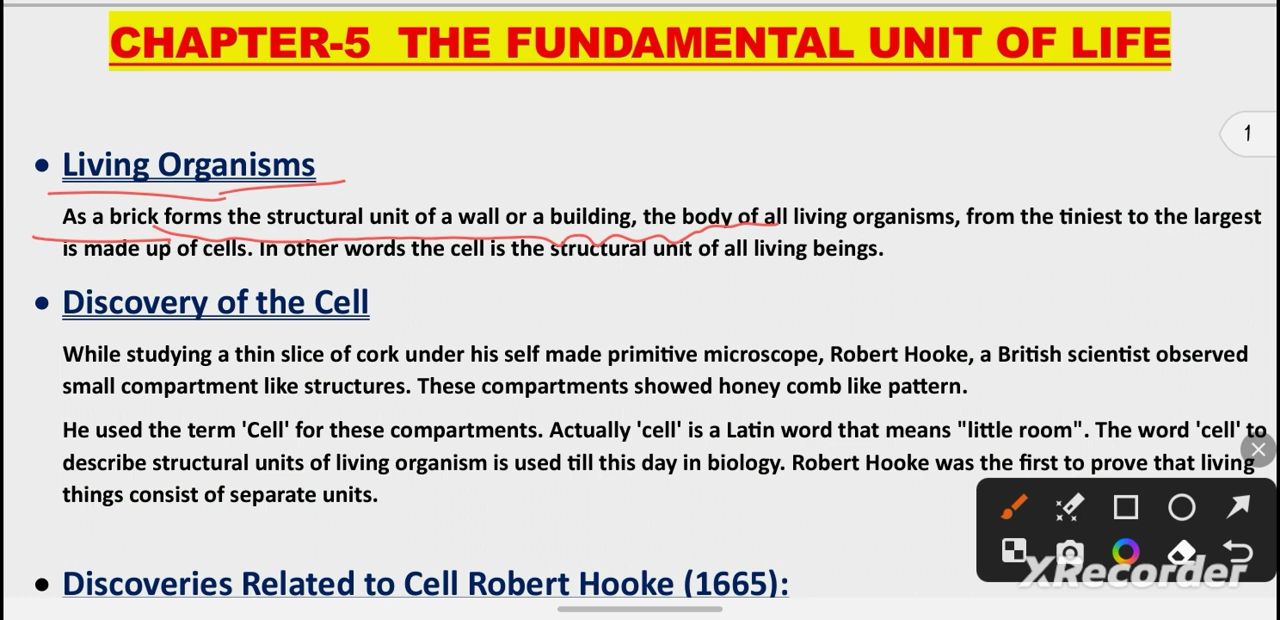 CHAPTER-5 THE FUNDAMENTAL UNIT OF LIFE
1
• Living Organisms
As a brick forms the structural unit of a wall or a building, the body of all living organisms, from the tiniest to the largest
is made up of cells. In other words the cell is the structural unit of all living beings.
• Discovery of the Cell
While studying a thin slice of cork under his self made primitive microscope, Robert Hooke, a British scientist observed
small compartment like structures. These compartments showed honey comb like pattern.
He used the term 'Cell' for these compartments. Actually 'cell' is a Latin word that means "little room". The word 'cell' to
describe structural units of living organism is used till this day in biology. Robert Hooke was the first to prove that living
things consist of separate units.
• Discoveries Related to Cell Robert Hooke (1665):
XRecorder